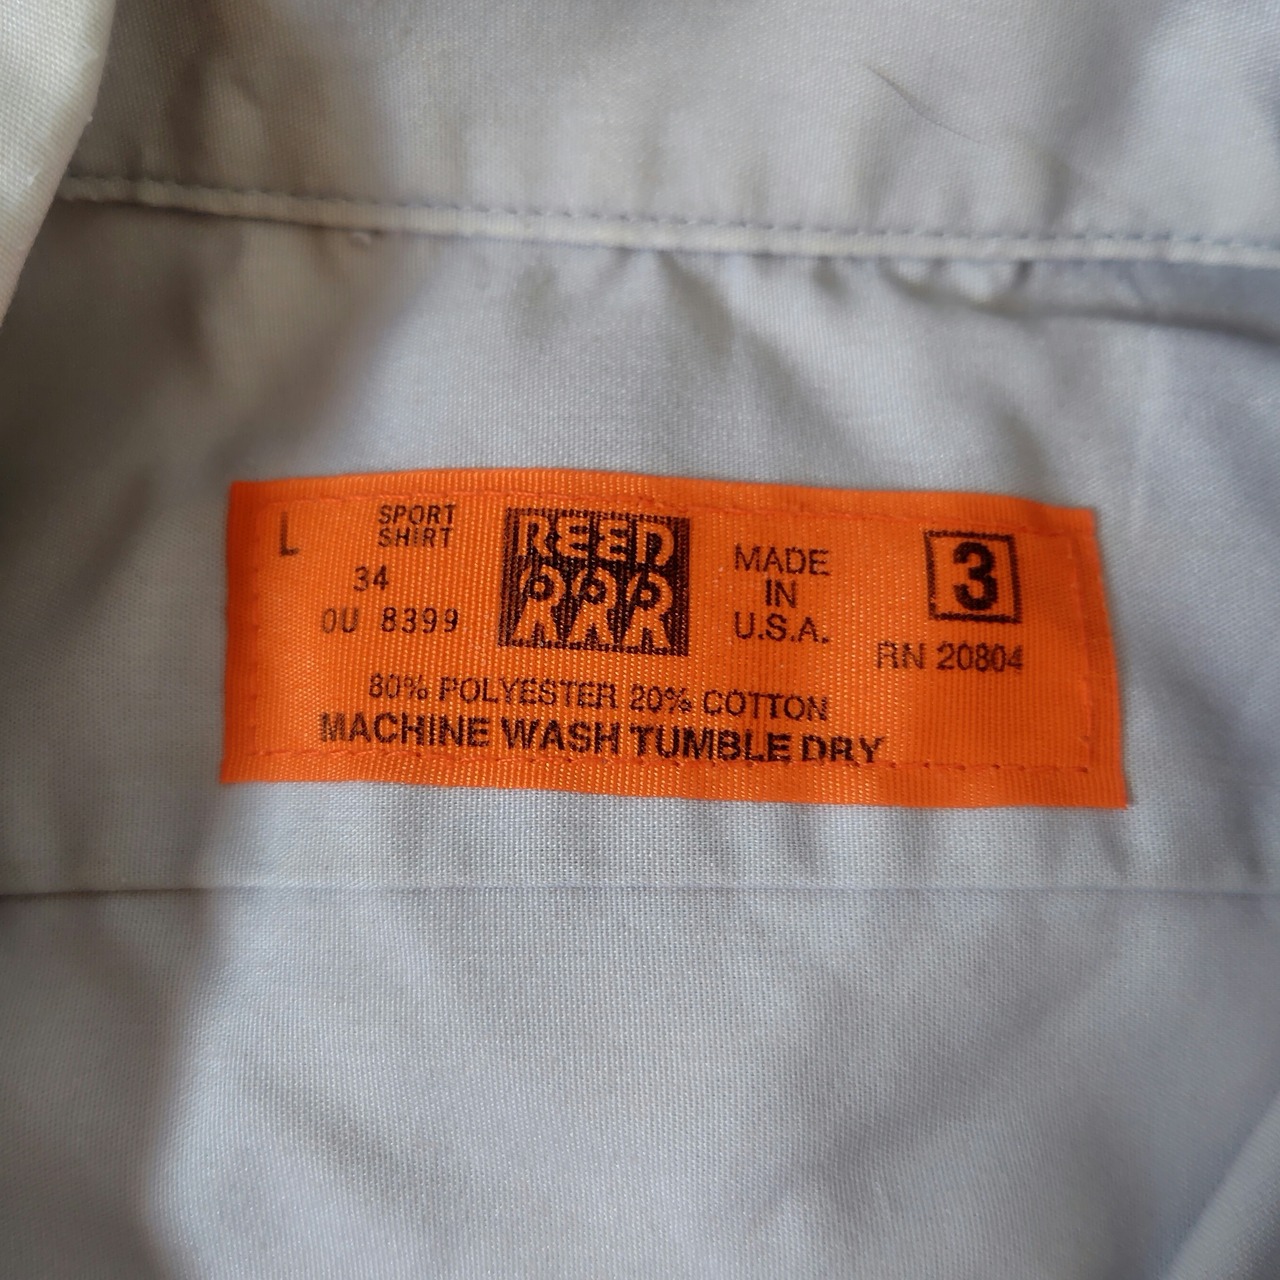 L
SPORT
SHIRT
34
OU 8399
REED
RRR
MADE
IN
U.S.A.
3
RN 20804
80% POLYESTER 20% COTTON
MACHINE WASH TUMBLE DRY